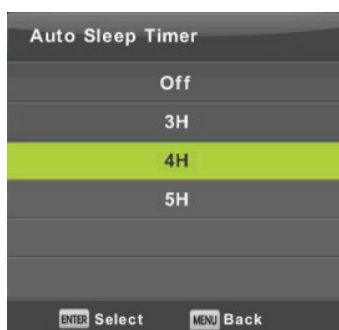 Auto Sleep Timer
Off
3H
4H
5H
ENTER Select MENU Back